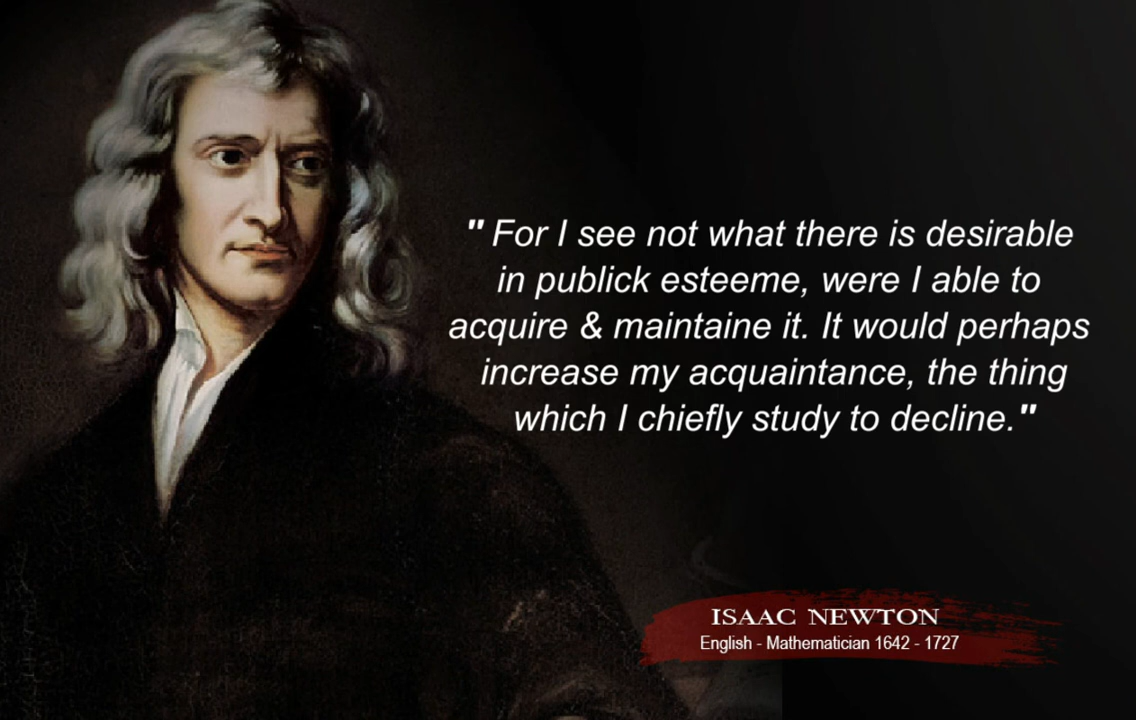 " For I see not what there is desirable
in publick esteeme, were I able to
acquire & maintaine it. It would perhaps
increase my acquaintance, the thing
which I chiefly study to decline."
ISAAC NEWTON
English - Mathematician 1642 - 1727